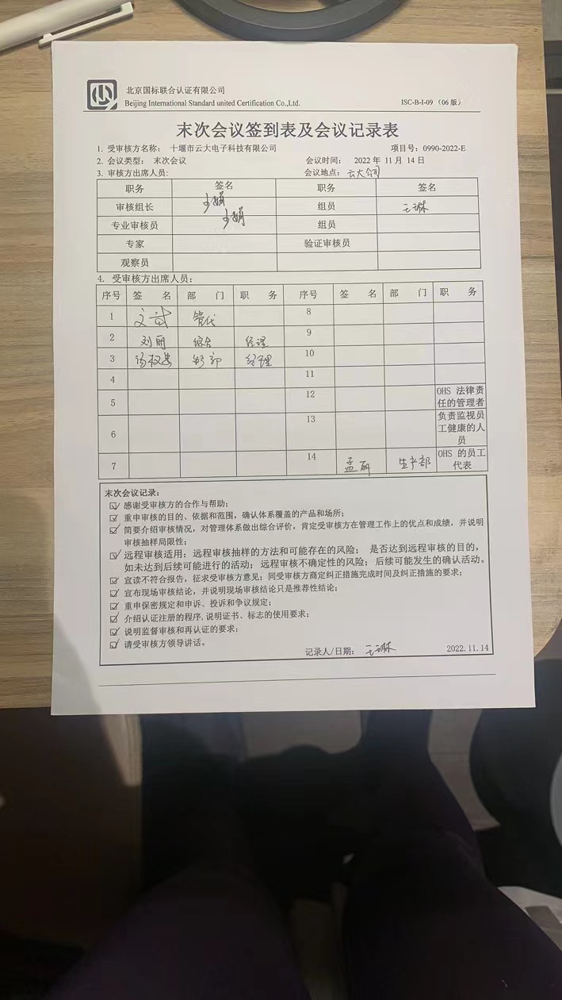 北京国标联合认证有限公司
Beijing International Standard united Certification Co.,Ltd.
ISC-B-I-09 (06版)
末次会议签到表及会议记录表
1. 受审核方名称: 十堰市云大电子科技有限公司 项目号: 0990-2022-E
2. 会议类型: 末次会议 会议时间: 2022 年 11 月 14 日
3. 审核方出席人员: 会议地点: 云大公司
职务 签名 职务 签名
审核组长 组员
专业审核员 组员
专家 验证审核员
观察员
4. 受审核方出席人员:
序号 签 名 部 门 职 务 序号 签 名 部 门 职 务
1 管代 8
2 刘丽 综合 经理 9
3 经理 10
4 11
5 12 OHS 法律责任的管理者
6 13 负责监视员工健康的人员
7 14 孟丽 生产部 OHS 的员工代表
末次会议记录:
☑ 感谢受审核方的合作与帮助;
☑ 重申审核的目的、依据和范围,确认体系覆盖的产品和场所;
☑ 简要介绍审核情况,对管理体系做出综合评价,肯定受审核方在管理工作上的优点和成绩,并说明
审核抽样局限性;
☑ 远程审核适用: 远程审核抽样的方法和可能存在的风险; 是否达到远程审核的目的,
如未达到后续可能进行的活动; 远程审核不确定性的风险; 后续可能发生的确认活动。
☑ 宣读不符合报告,征求受审核方意见; 同受审核方商定纠正措施完成时间及纠正措施的要求;
☑ 宣布现场审核结论,并说明现场审核结论只是推荐性结论;
☑ 重申保密规定和申诉、投诉和争议规定;
☑ 介绍认证注册的程序,说明证书、标志的使用要求;
☑ 说明监督审核和再认证的要求;
☑ 请受审核方领导讲话。
记录人/日期: 2022.11.14